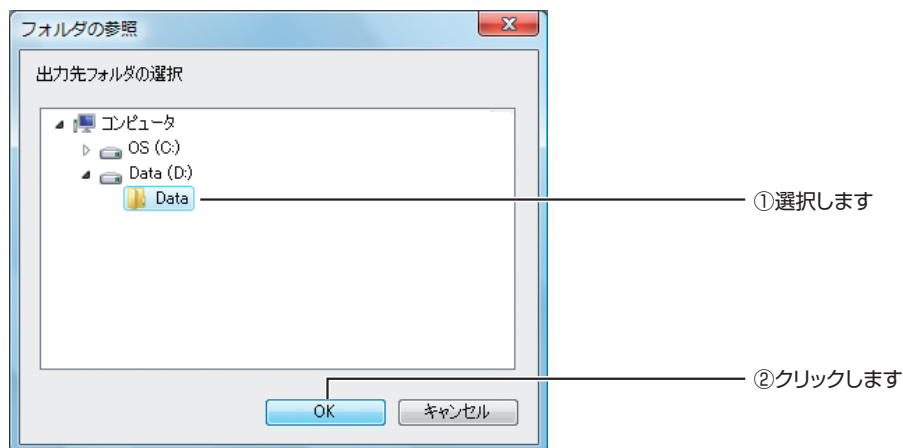 フォルダの参照
出力先フォルダの選択
コンピュータ
OS (C:)
Data (D:)
Data
①選択します
②クリックします
OK
キャンセル